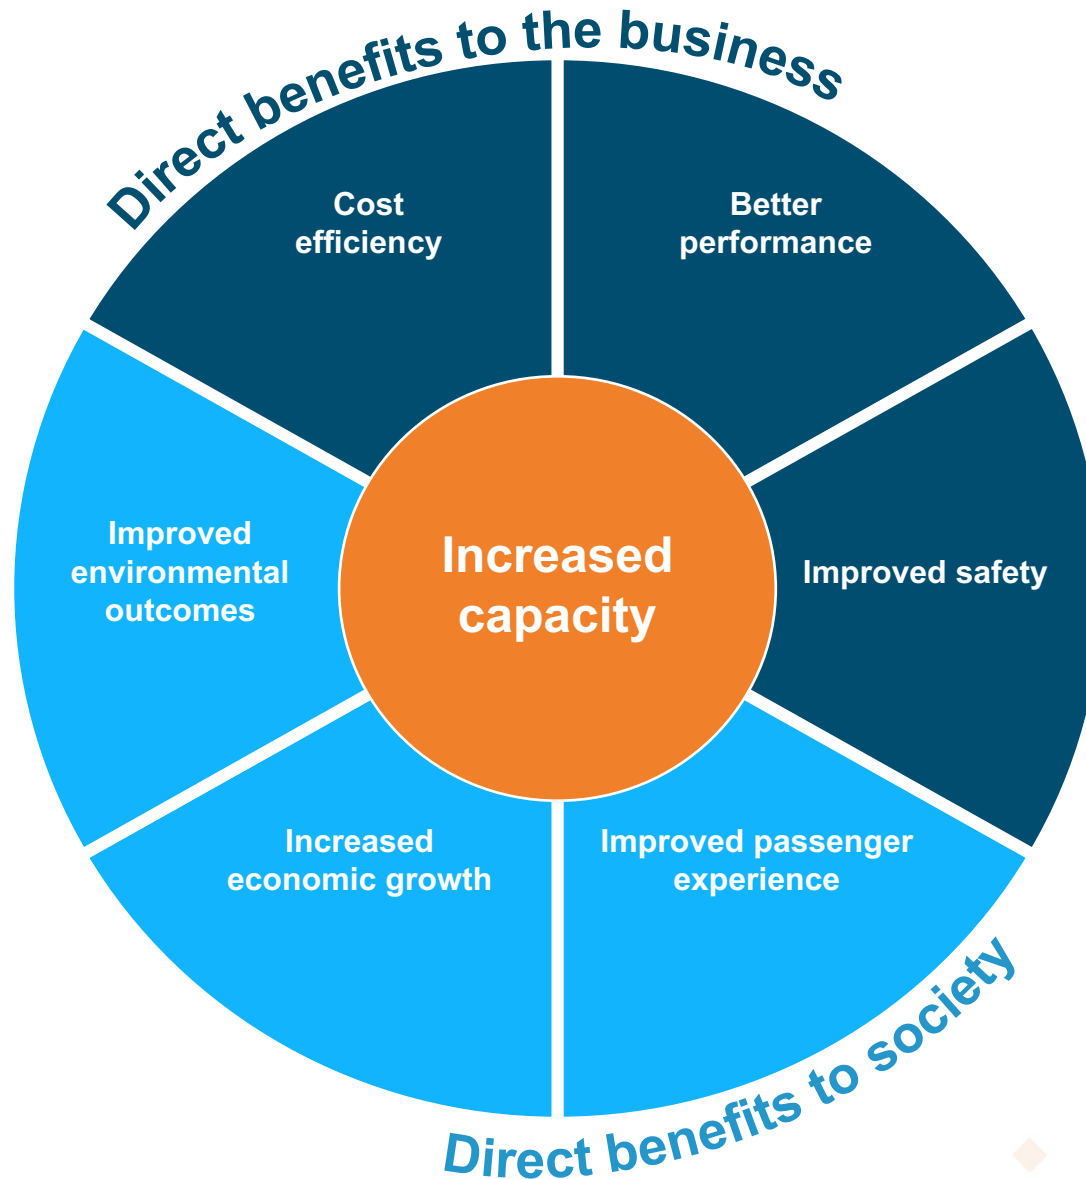 Direct benefits to the business
Cost
efficiency
Better
performance
Improved
environmental
outcomes
Increased
capacity
Improved safety
Increased
economic growth
Improved passenger
experience
Direct benefits to society